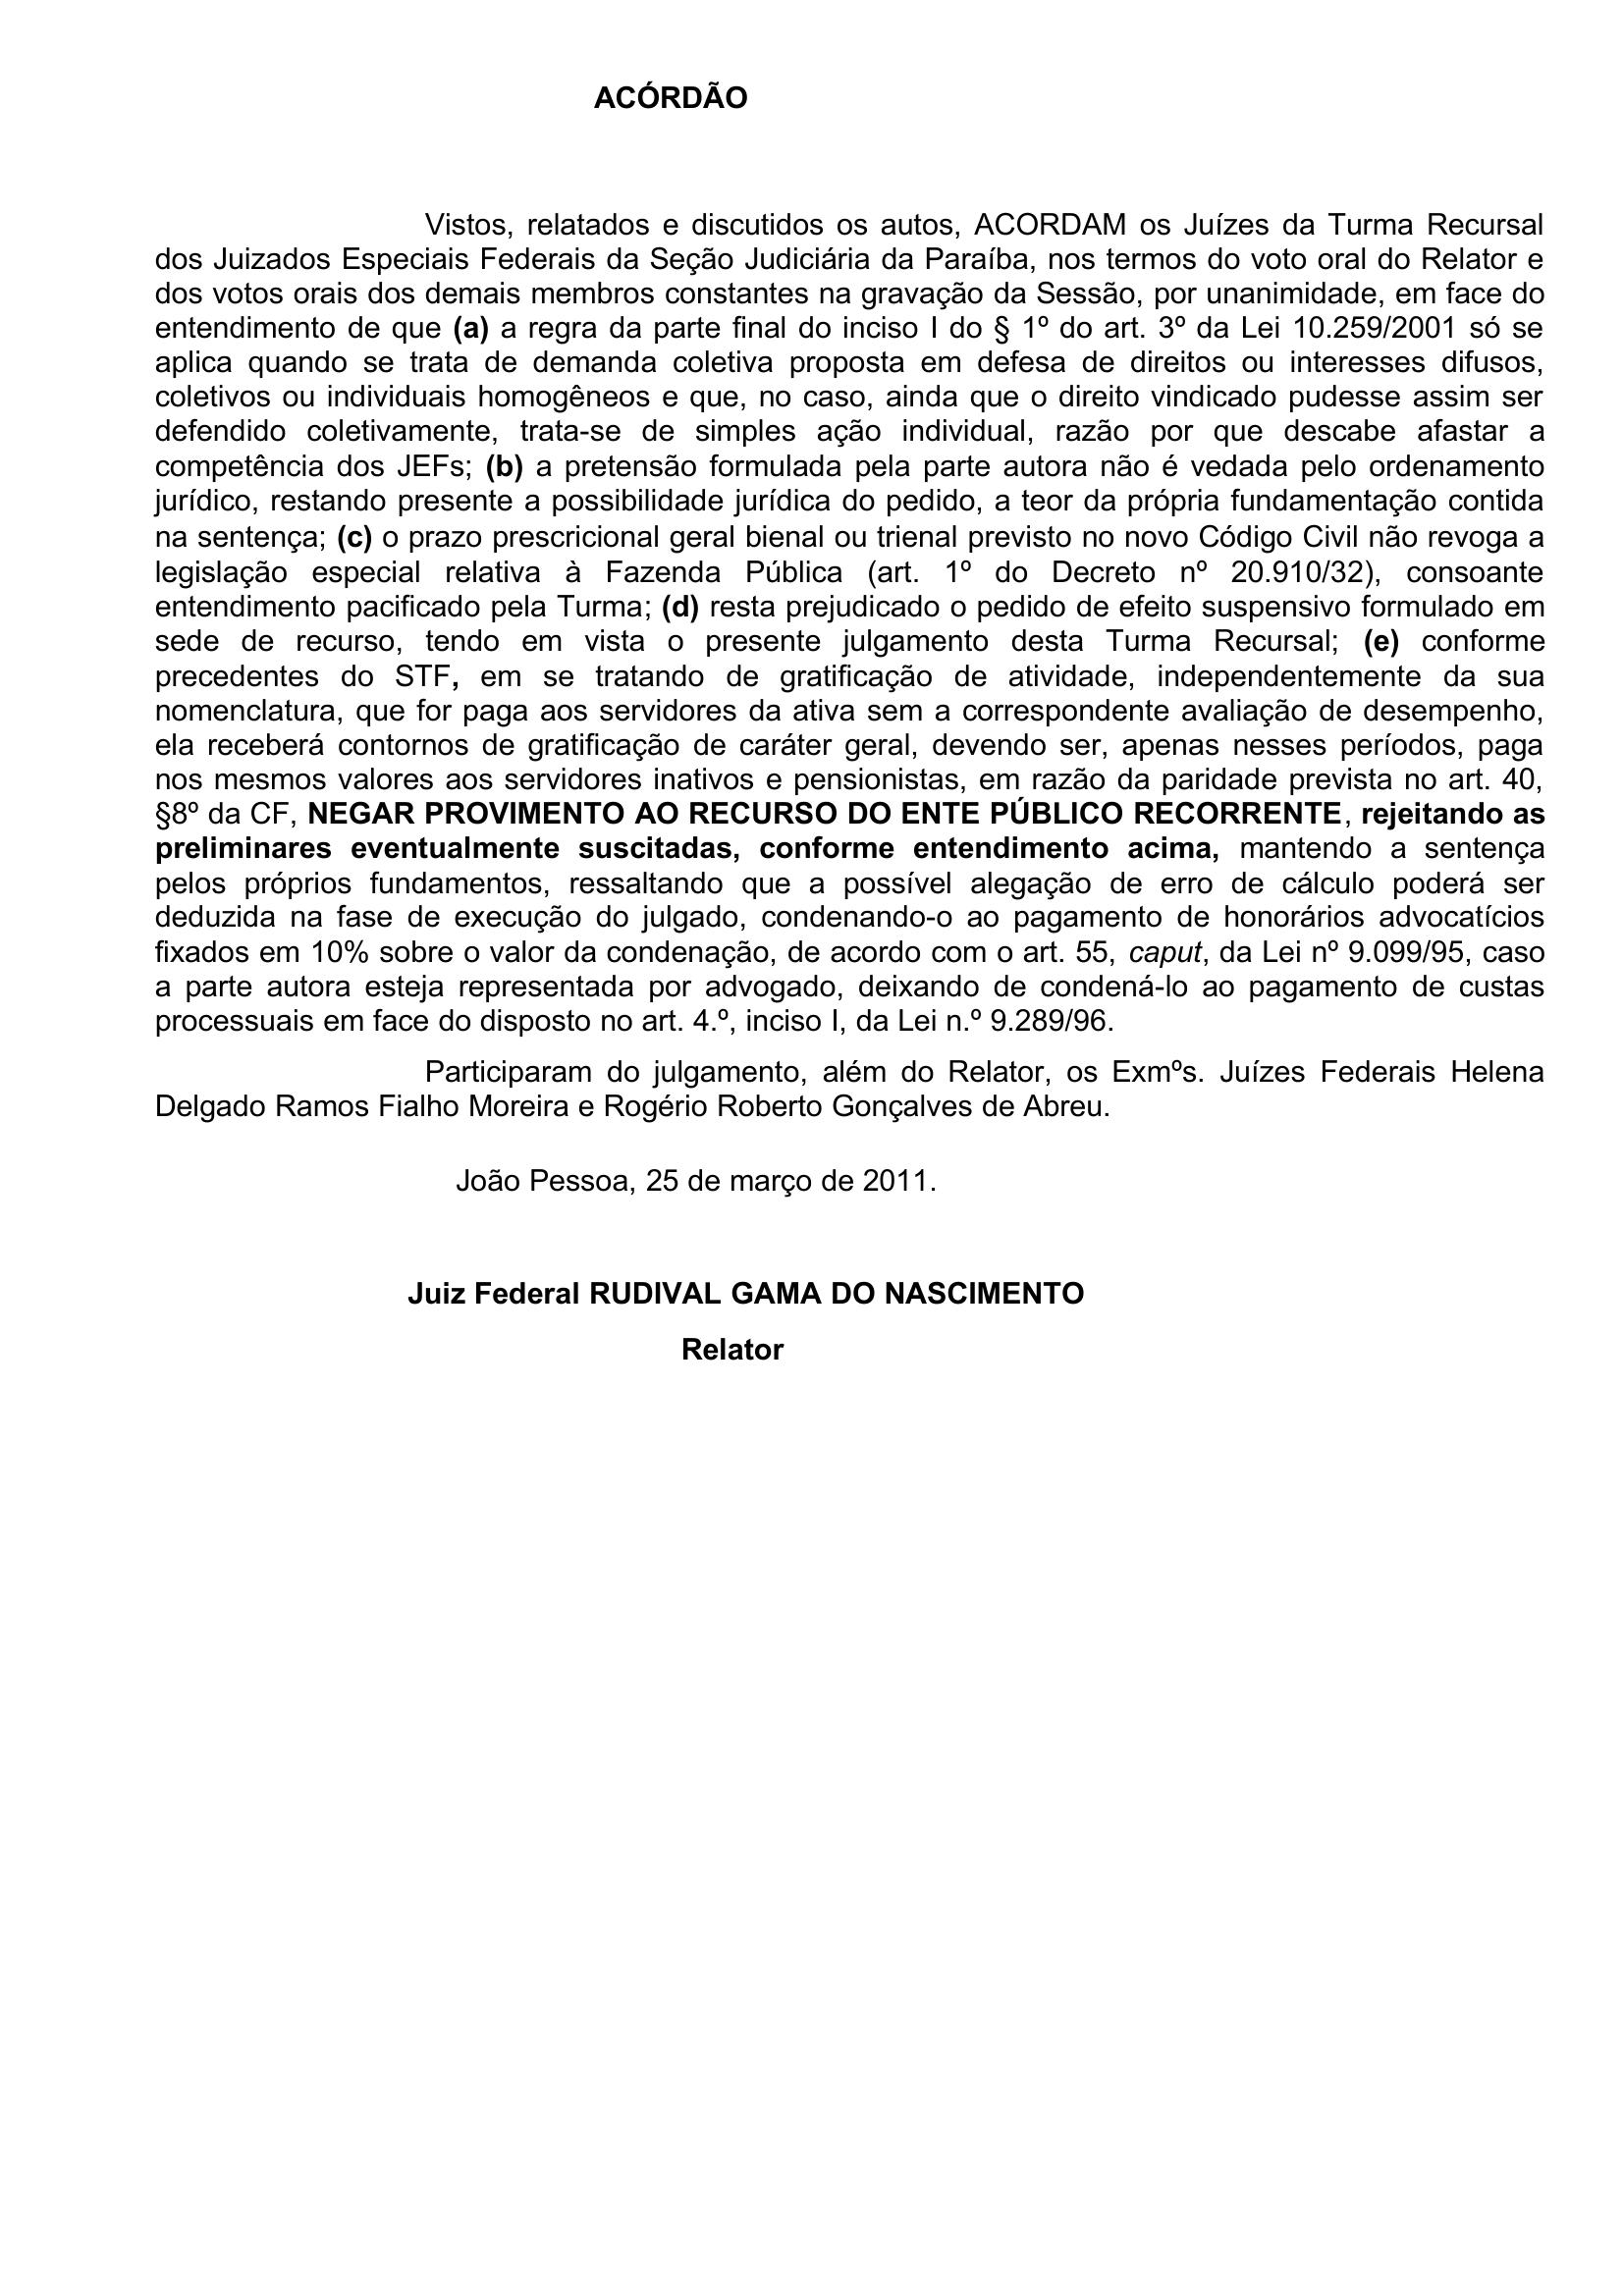 ACÓRDÃO
Vistos, relatados e discutidos os autos, ACORDAM os Juízes da Turma Recursal
dos Juizados Especiais Federais da Seção Judiciária da Paraíba, nos termos do voto oral do Relator e
dos votos orais dos demais membros constantes na gravação da Sessão, por unanimidade, em face do
entendimento de que (a) a regra da parte final do inciso I do § 1º do art. 3º da Lei 10.259/2001 só se
aplica quando se trata de demanda coletiva proposta em defesa de direitos ou interesses difusos,
coletivos ou individuais homogêneos e que, no caso, ainda que o direito vindicado pudesse assim ser
defendido coletivamente, trata-se de simples ação individual, razão por que descabe afastar a
competência dos JEFs; (b) a pretensão formulada pela parte autora não é vedada pelo ordenamento
jurídico, restando presente a possibilidade jurídica do pedido, a teor da própria fundamentação contida
na sentença; (c) o prazo prescricional geral bienal ou trienal previsto no novo Código Civil não revoga a
legislação especial relativa à Fazenda Pública (art. 1º do Decreto nº 20.910/32), consoante
entendimento pacificado pela Turma; (d) resta prejudicado o pedido de efeito suspensivo formulado em
sede de recurso, tendo em vista o presente julgamento desta Turma Recursal; (e) conforme
precedentes do STF, em se tratando de gratificação de atividade, independentemente da sua
nomenclatura, que for paga aos servidores da ativa sem a correspondente avaliação de desempenho,
ela receberá contornos de gratificação de caráter geral, devendo ser, apenas nesses períodos, paga
nos mesmos valores aos servidores inativos e pensionistas, em razão da paridade prevista no art. 40,
§8º da CF, NEGAR PROVIMENTO AO RECURSO DO ENTE PÚBLICO RECORRENTE, rejeitando as
preliminares eventualmente suscitadas, conforme entendimento acima, mantendo a sentença
pelos próprios fundamentos, ressaltando que a possível alegação de erro de cálculo poderá ser
deduzida na fase de execução do julgado, condenando-o ao pagamento de honorários advocatícios
fixados em 10% sobre o valor da condenação, de acordo com o art. 55, caput, da Lei nº 9.099/95, caso
a parte autora esteja representada por advogado, deixando de condená-lo ao pagamento de custas
processuais em face do disposto no art. 4.º, inciso I, da Lei n.º 9.289/96.
Participaram do julgamento, além do Relator, os Exmºs. Juízes Federais Helena
Delgado Ramos Fialho Moreira e Rogério Roberto Gonçalves de Abreu.
João Pessoa, 25 de março de 2011.
Juiz Federal RUDIVAL GAMA DO NASCIMENTO
Relator